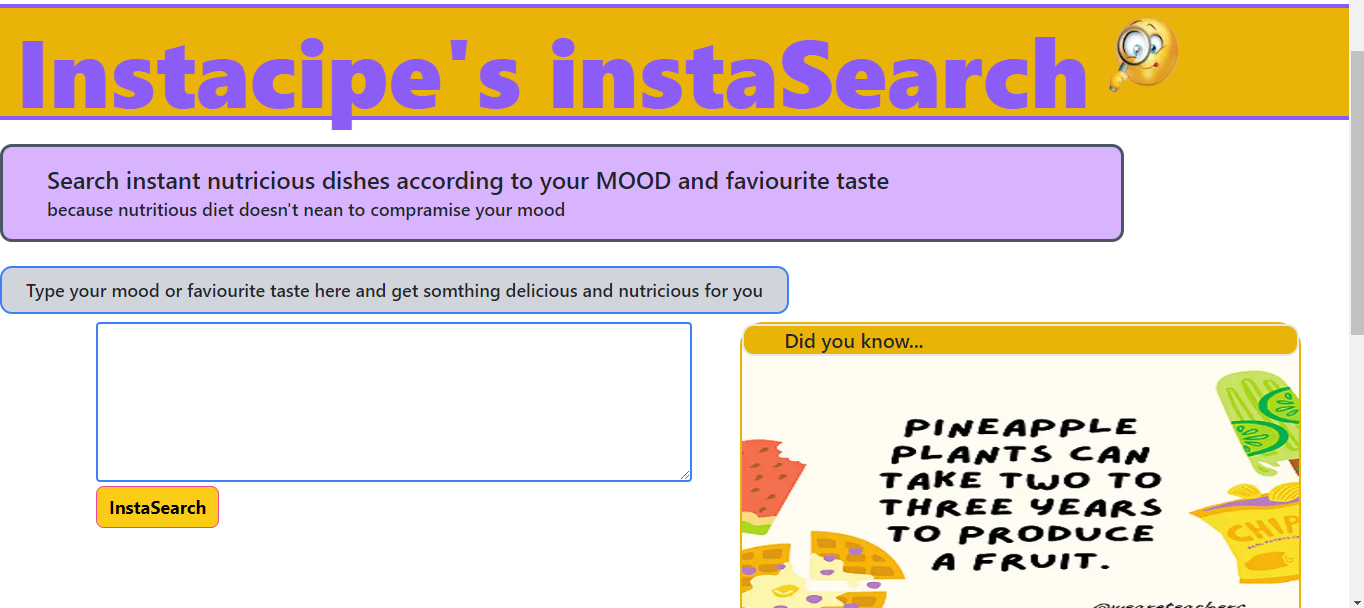 Instacipe's instaSearch
Search instant nutricious dishes according to your MOOD and faviourite taste
because nutritious diet doesn't nean to compramise your mood
Type your mood or faviourite taste here and get somthing delicious and nutricious for you
InstaSearch
Did you know...
PINEAPPLE
PLANTS CAN
TAKE TWO TO
THREE YEARS
TO PRODUCE
A FRUIT.
CHIP